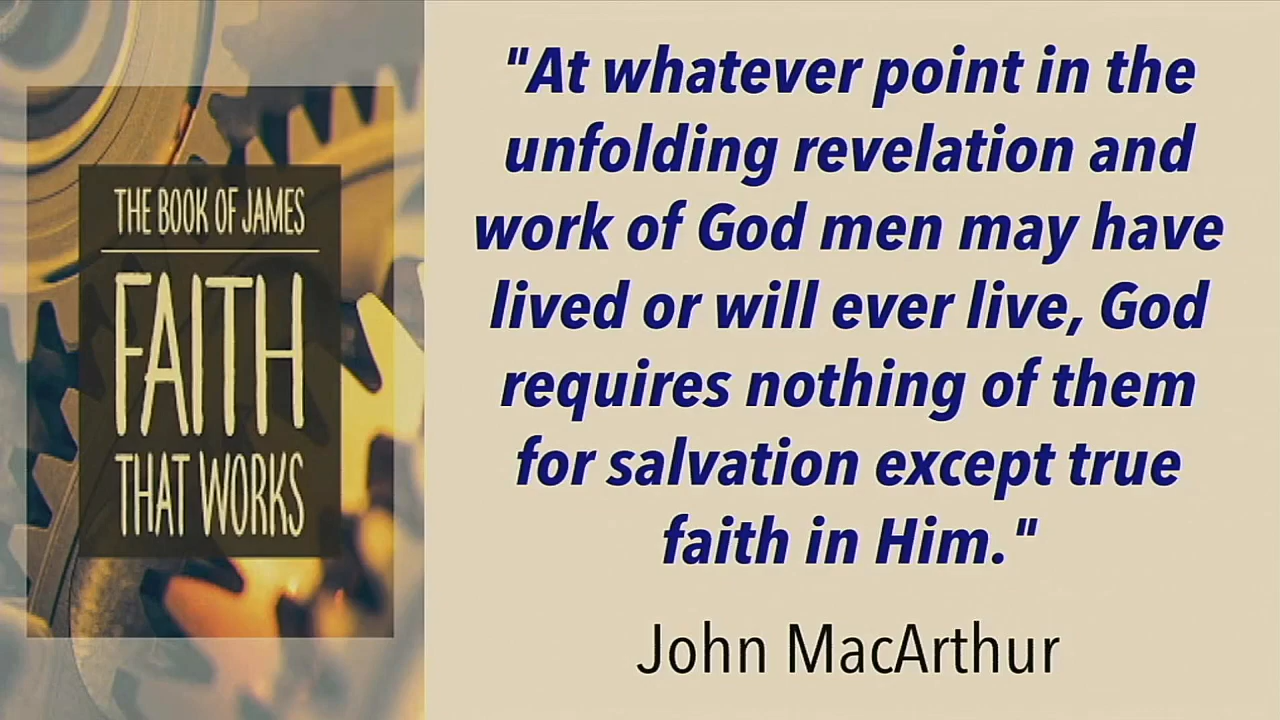 THE BOOK OF JAMES
FAITH
THAT WORKS
"At whatever point in the
unfolding revelation and
work of God men may have
lived or will ever live, God
requires nothing of them
for salvation except true
faith in Him."
John MacArthur